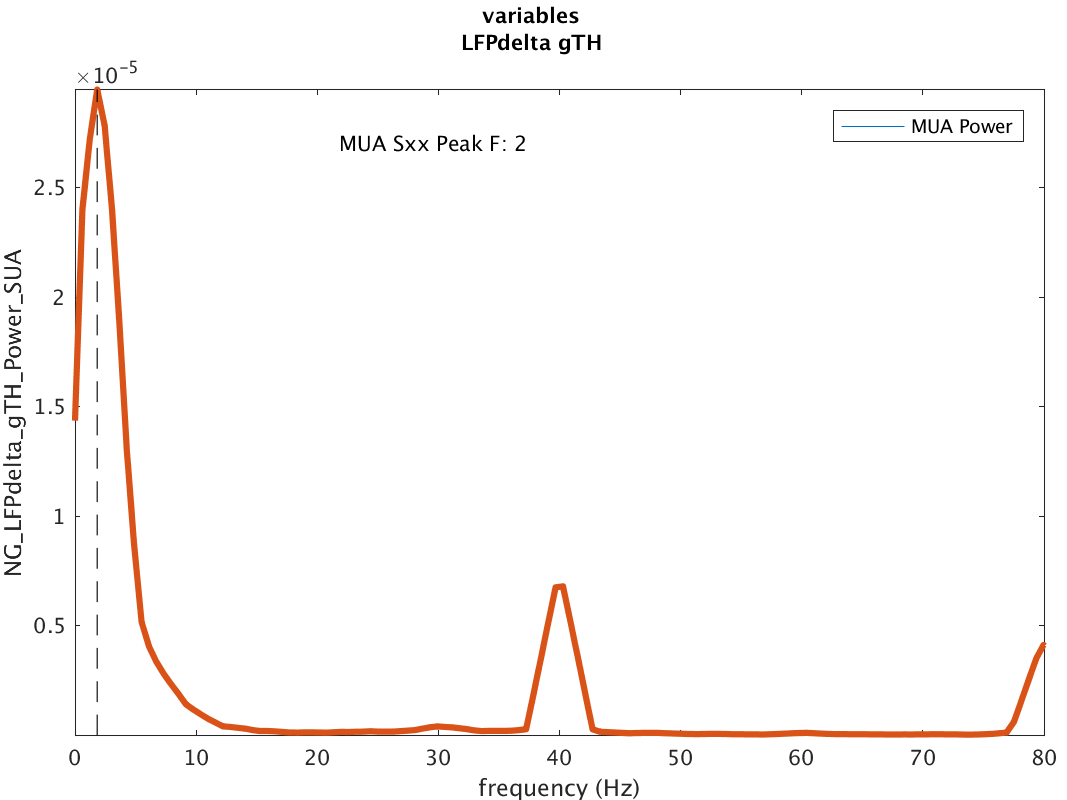 variables
LFPdelta gTH
×10-5
MUA Sxx Peak F: 2
MUA Power
NG_LFPdelta_gTH_Power_SUA
2.5
2
1.5
1
0.5
0 10 20 30 40 50 60 70 80
frequency (Hz)